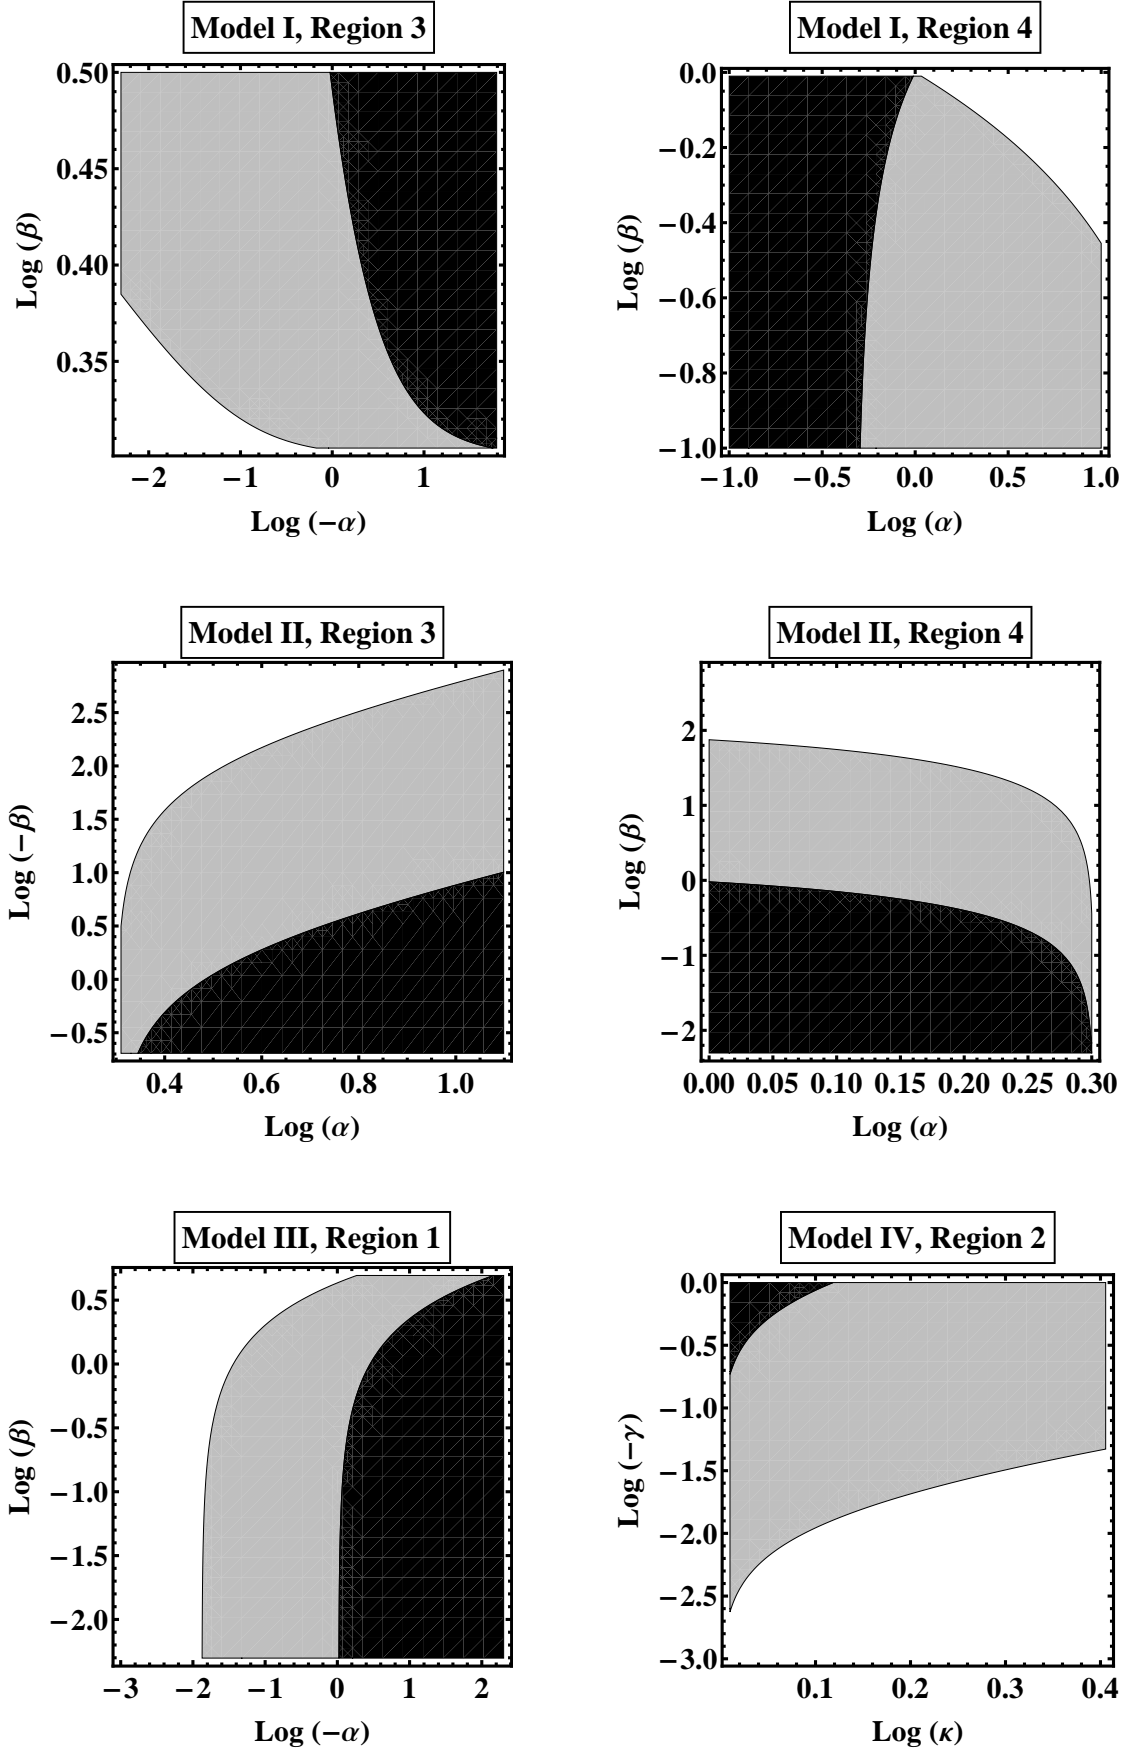 Model I, Region 3
Model I, Region 4
0.50
0.45
0.40
0.35
Log (β)
−2 −1 0 1
Log (−α)
0.0
−0.2
−0.4
−0.6
−0.8
−1.0
Log (β)
−1.0 −0.5 0.0 0.5 1.0
Log (α)
Model II, Region 3
Model II, Region 4
2.5
2.0
1.5
1.0
0.5
0.0
−0.5
Log (−β)
0.4 0.6 0.8 1.0
Log (α)
2
1
0
−1
−2
Log (β)
0.00 0.05 0.10 0.15 0.20 0.25 0.30
Log (α)
Model III, Region 1
Model IV, Region 2
0.5
0.0
−0.5
−1.0
−1.5
−2.0
Log (β)
−3 −2 −1 0 1 2
Log (−α)
0.0
−0.5
−1.0
−1.5
−2.0
−2.5
−3.0
Log (−γ)
0.1 0.2 0.3 0.4
Log (κ)